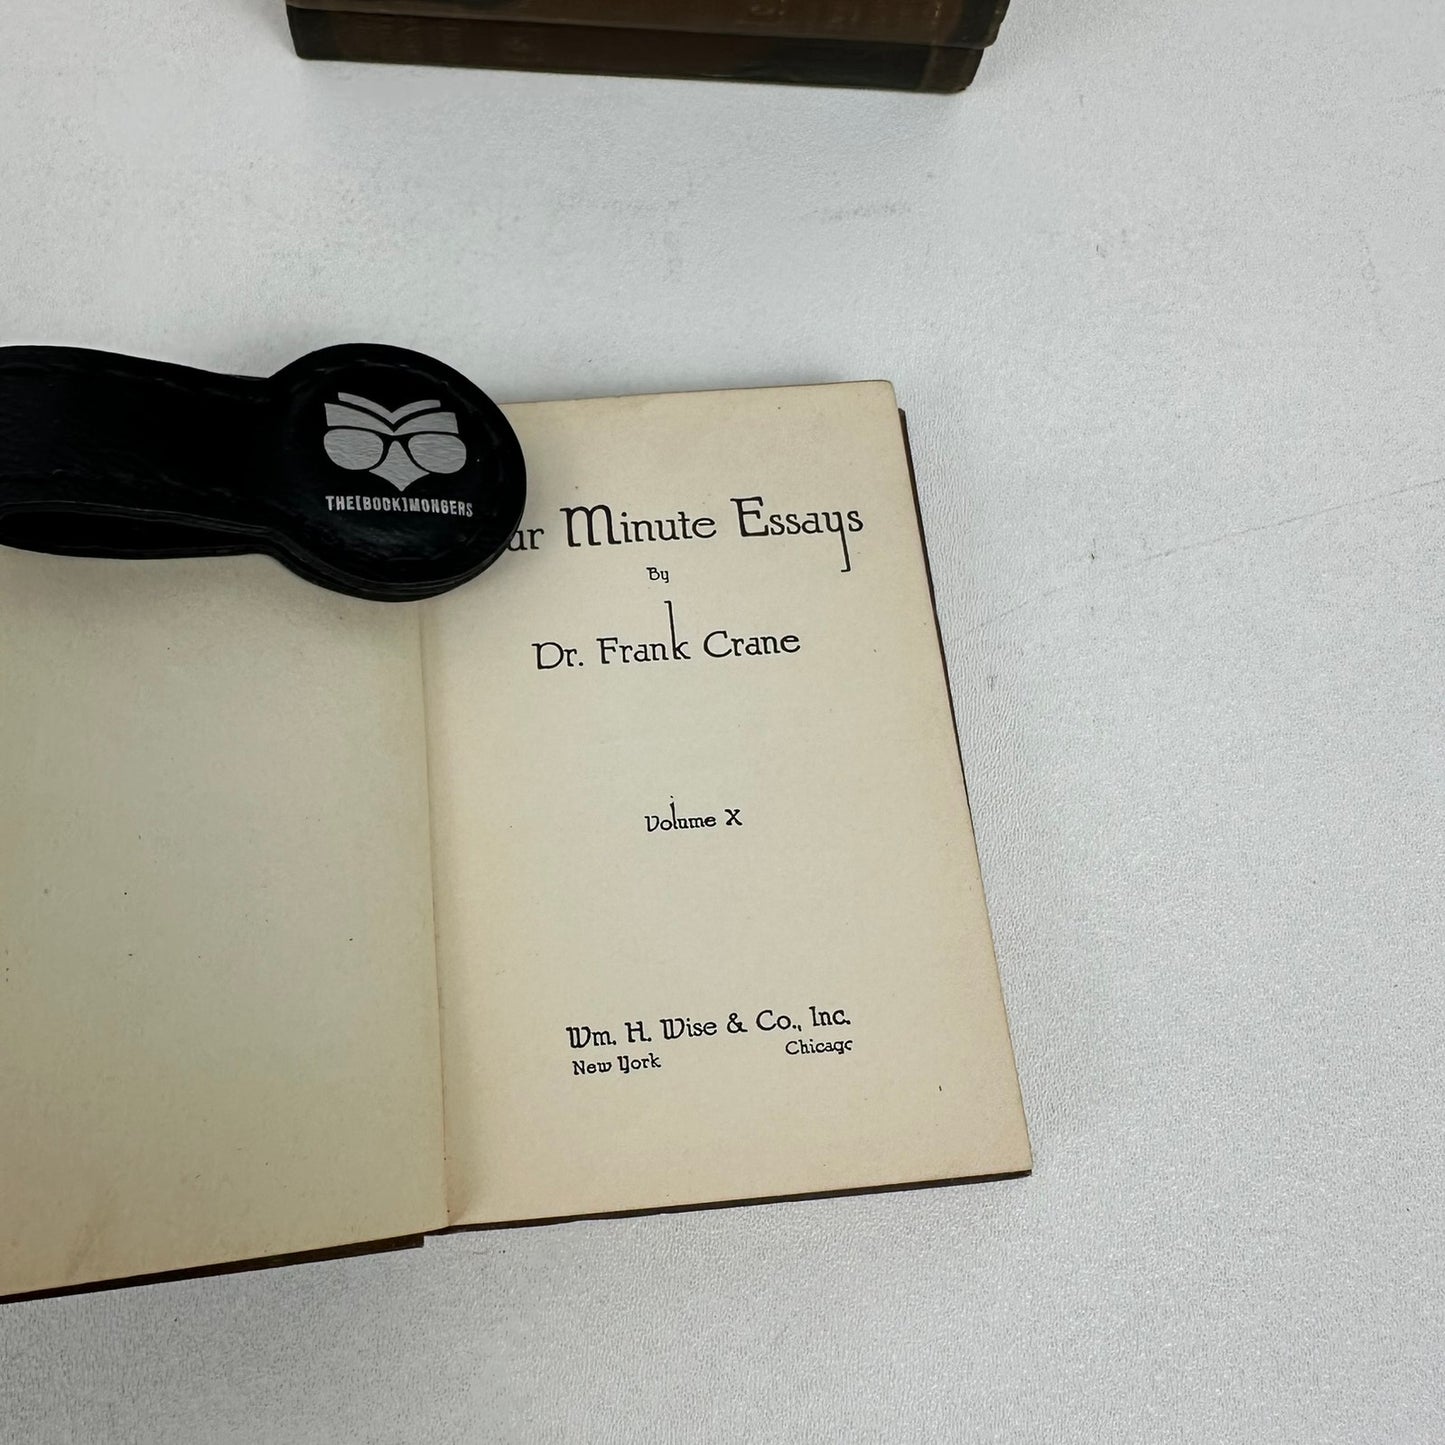 THE[BOOK]MONGERS
ur Minute Essays
By
Dr. Frank Crane
Volume X
Wm. H. Wise & Co., Inc.
New York Chicago